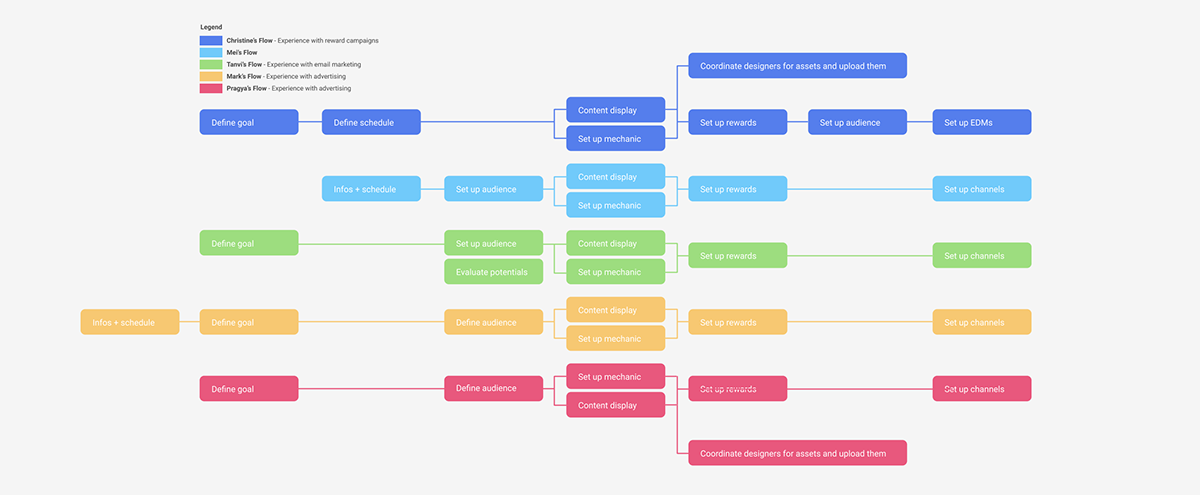 Legend
Christine's Flow - Experience with reward campaigns
Mei's Flow
Tanvi's Flow - Experience with email marketing
Mark's Flow - Experience with advertising
Pragya's Flow - Experience with advertising
Coordinate designers for assets and upload them
Define goal
Define schedule
Content display
Set up mechanic
Set up rewards
Set up audience
Set up EDMs
Infos + schedule
Set up audience
Content display
Set up mechanic
Set up rewards
Set up channels
Define goal
Set up audience
Evaluate potentials
Content display
Set up mechanic
Set up rewards
Set up channels
Infos + schedule
Define goal
Define audience
Content display
Set up mechanic
Set up rewards
Set up channels
Define goal
Define audience
Set up mechanic
Content display
Set up rewards
Set up channels
Coordinate designers for assets and upload them